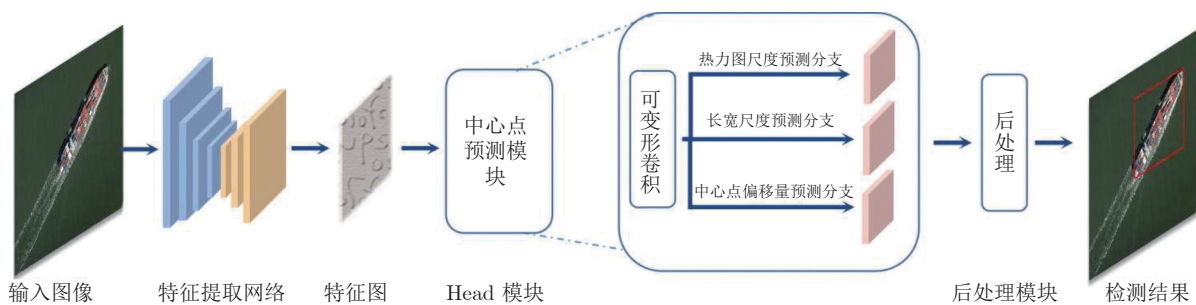 热力图尺度预测分支
长宽尺度预测分支
中心点偏移量预测分支
中心点
预测模
块
可变形卷积
后处理
输入图像
特征提取网络
特征图
Head 模块
后处理模块
检测结果